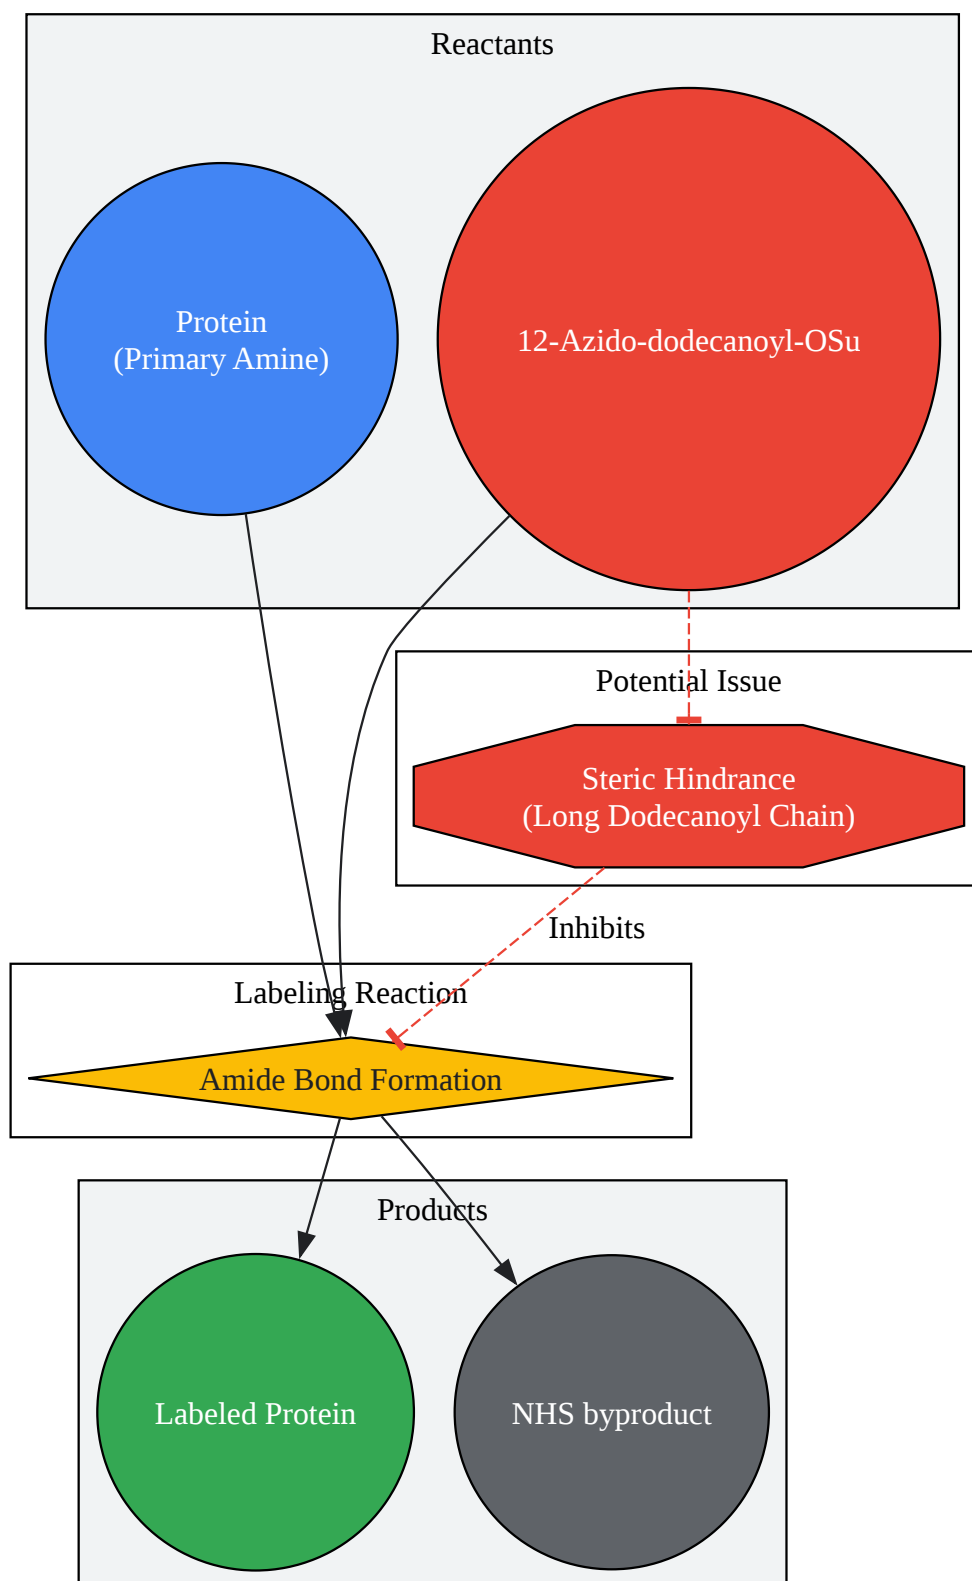 Reactants
Protein
(Primary Amine)
12-Azido-dodecanoyl-OSu
Potential Issue
Steric Hindrance
(Long Dodecanoyl Chain)
Inhibits
Labeling Reaction
Amide Bond Formation
Products
Labeled Protein
NHS byproduct